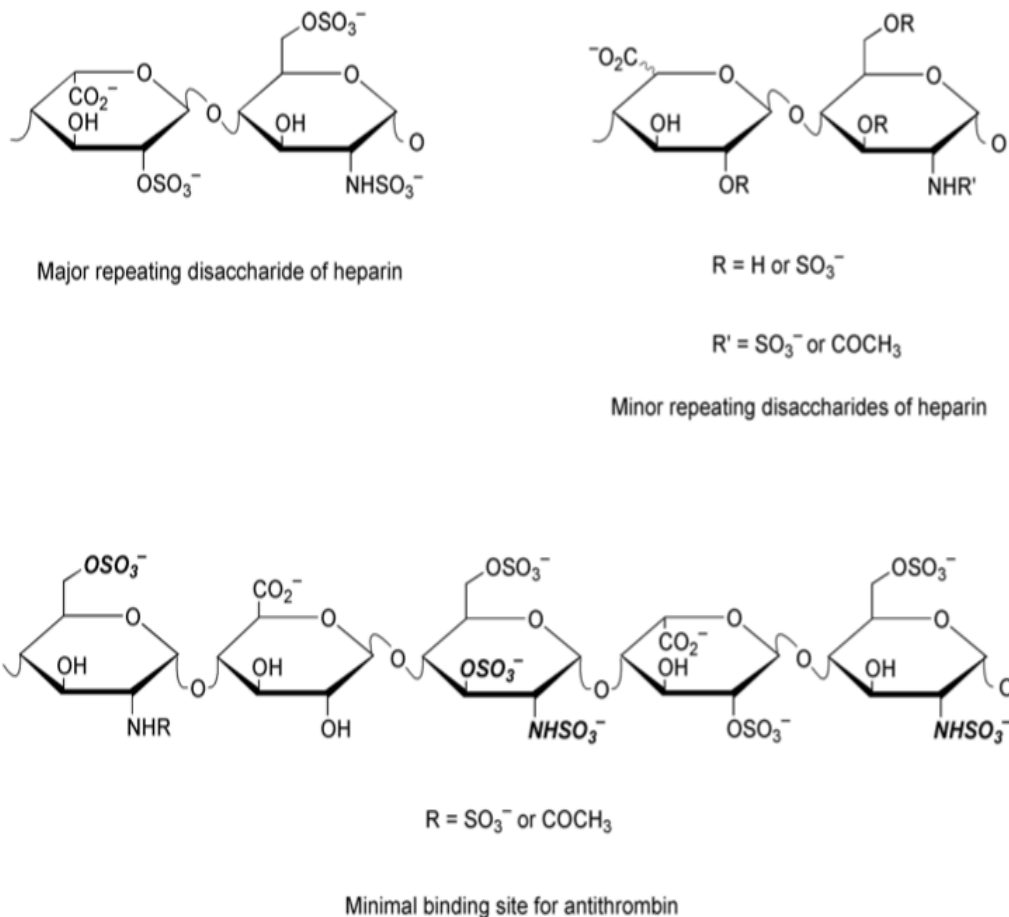 OSO₃⁻
O
O
CO₂⁻
OH
O
OH
O
OSO₃⁻
NHSO₃⁻
Major repeating disaccharide of heparin
OR
⁻O₂C
O
O
OH
O
OR
O
OR
NHR'
R = H or SO₃⁻
R' = SO₃⁻ or COCH₃
Minor repeating disaccharides of heparin
OSO₃⁻
CO₂⁻
OSO₃⁻
OSO₃⁻
O
O
O
O
O
OH
OH
O
OSO₃⁻
CO₂⁻
OH
O
OH
O
O
O
NHR
OH
NHSO₃⁻
OSO₃⁻
NHSO₃⁻
R = SO₃⁻ or COCH₃
Minimal binding site for antithrombin